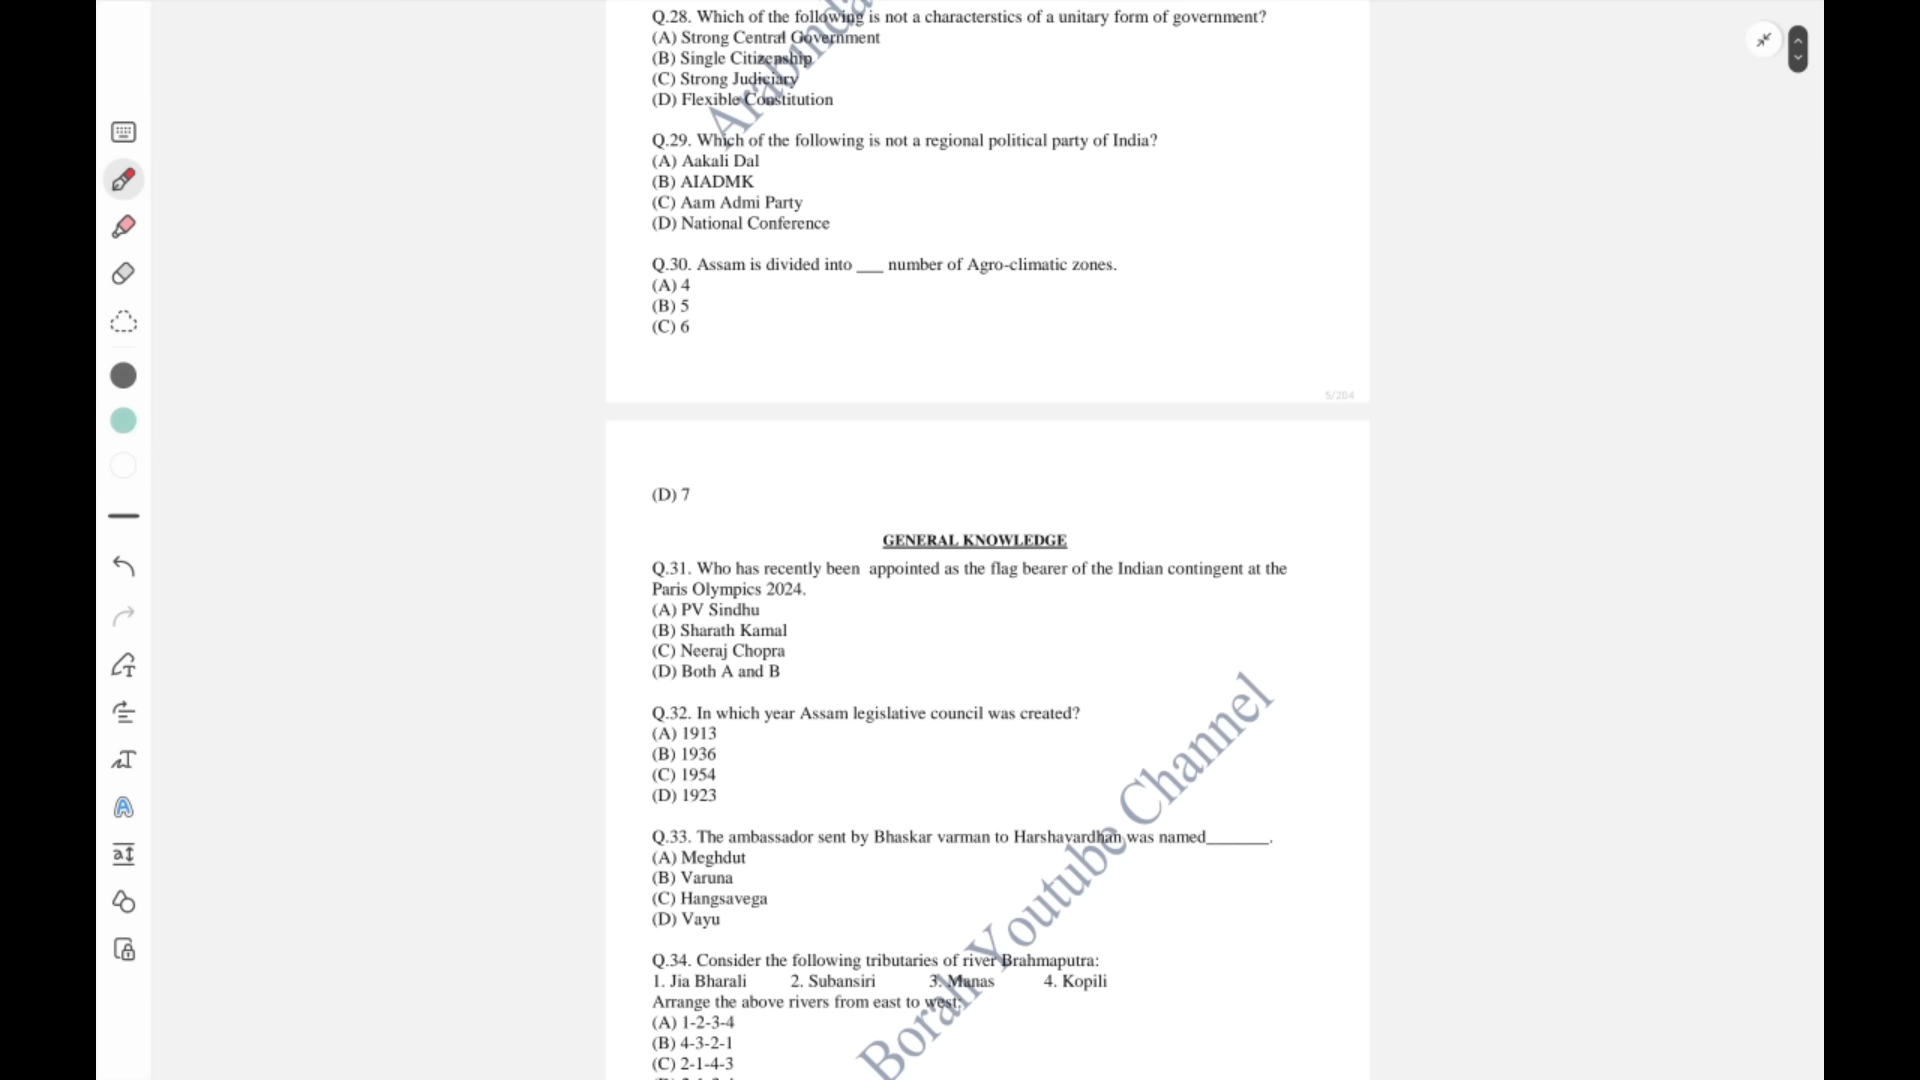 Q.28. Which of the following is not a characterstics of a unitary form of government?
(A) Strong Central Government
(B) Single Citizenship
(C) Strong Judiciary
(D) Flexible Constitution
Q.29. Which of the following is not a regional political party of India?
(A) Aakali Dal
(B) AIADMK
(C) Aam Admi Party
(D) National Conference
Q.30. Assam is divided into ___ number of Agro-climatic zones.
(A) 4
(B) 5
(C) 6
5/204
(D) 7
GENERAL KNOWLEDGE
Q.31. Who has recently been appointed as the flag bearer of the Indian contingent at the
Paris Olympics 2024.
(A) PV Sindhu
(B) Sharath Kamal
(C) Neeraj Chopra
(D) Both A and B
Q.32. In which year Assam legislative council was created?
(A) 1913
(B) 1936
(C) 1954
(D) 1923
Q.33. The ambassador sent by Bhaskar varman to Harshavardhan was named_______.
(A) Meghdut
(B) Varuna
(C) Hangsavega
(D) Vayu
Q.34. Consider the following tributaries of river Brahmaputra:
1. Jia Bharali 2. Subansiri 3. Manas 4. Kopili
Arrange the above rivers from east to west:
(A) 1-2-3-4
(B) 4-3-2-1
(C) 2-1-4-3
Borah Youtube Channel